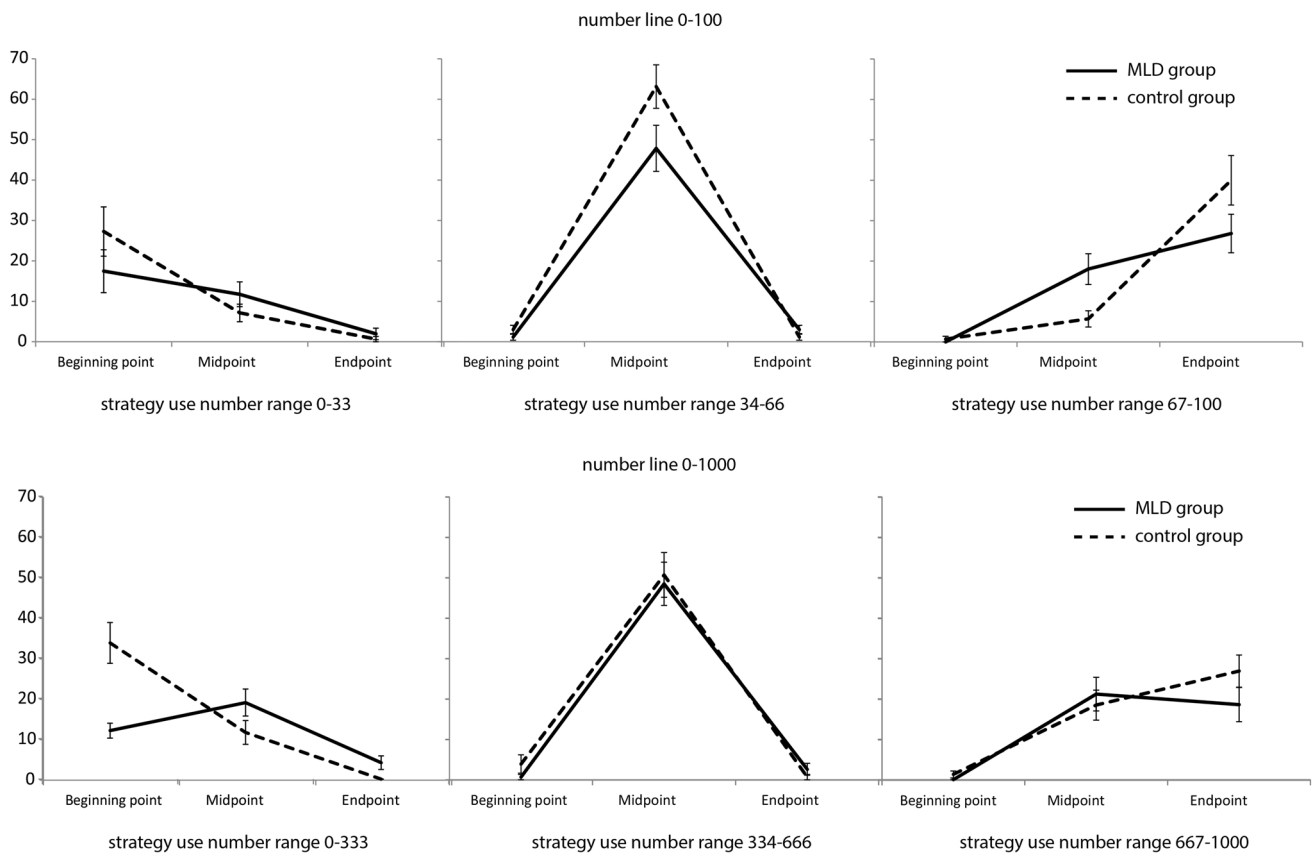 number line 0-100
70
60
50
40
30
20
10
0
MLD group
control group
Beginning point Midpoint Endpoint Beginning point Midpoint Endpoint Beginning point Midpoint Endpoint
strategy use number range 0-33 strategy use number range 34-66 strategy use number range 67-100
number line 0-1000
70
60
50
40
30
20
10
0
MLD group
control group
Beginning point Midpoint Endpoint Beginning point Midpoint Endpoint Beginning point Midpoint Endpoint
strategy use number range 0-333 strategy use number range 334-666 strategy use number range 667-1000